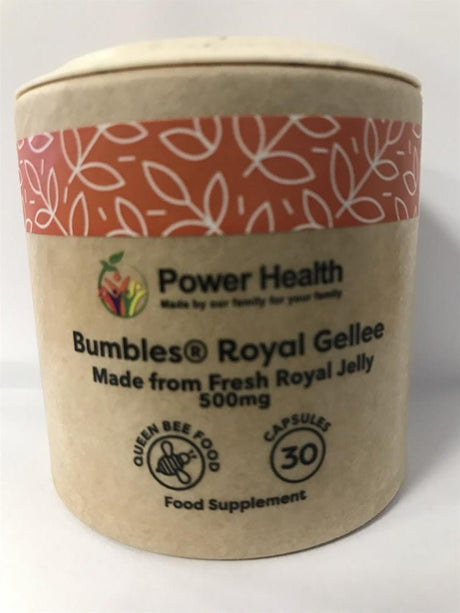 Power Health
Made by our family for your family
Bumbles® Royal Gellee
Made from Fresh Royal Jelly
500mg
QUEEN BEE FOOD
CAPSULES
30
Food Supplement